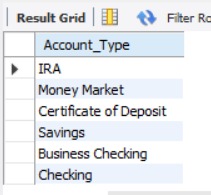 Result Grid Filter Ro
Account_Type
IRA
Money Market
Certificate of Deposit
Savings
Business Checking
Checking